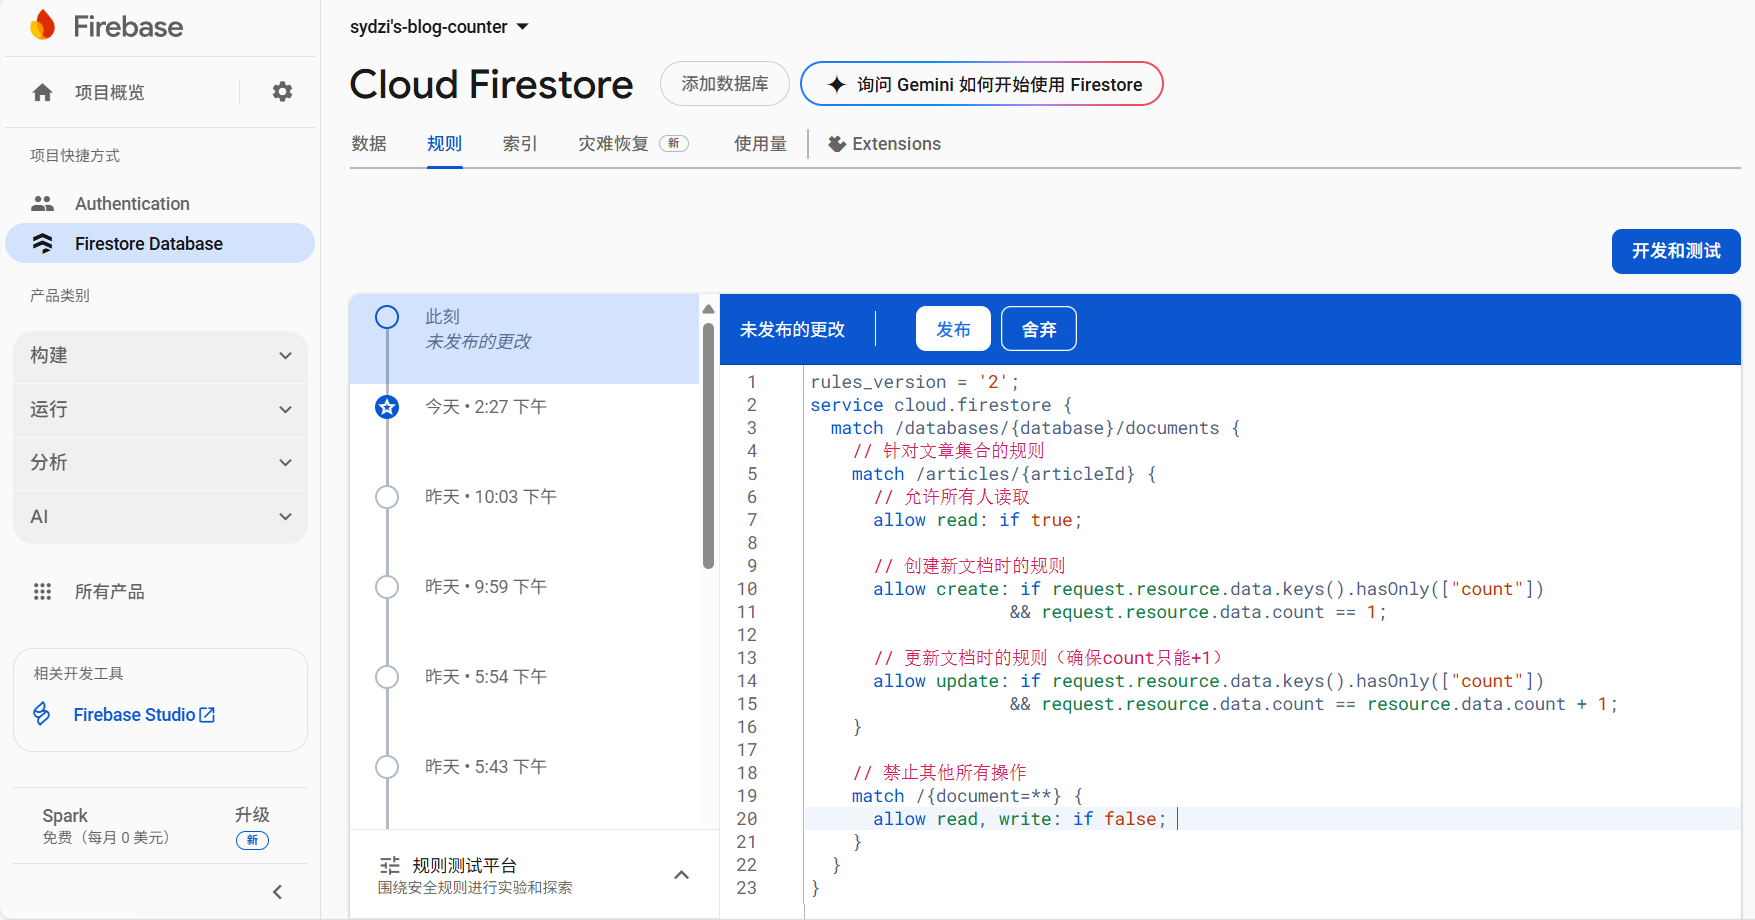 Firebase
项目概览
项目快捷方式
Authentication
Firestore Database
产品类别
构建
运行
分析
AI
所有产品
相关开发工具
Firebase Studio
Spark
免费（每月 0 美元）
升级
新
sydzi's-blog-counter
Cloud Firestore
添加数据库
询问 Gemini 如何开始使用 Firestore
数据
规则
索引
灾难恢复 新
使用量
Extensions
开发和测试
此刻
未发布的更改
今天 • 2:27 下午
昨天 • 10:03 下午
昨天 • 9:59 下午
昨天 • 5:54 下午
昨天 • 5:43 下午
规则测试平台
围绕安全规则进行实验和探索
未发布的更改
发布
舍弃
1 rules_version = '2';
2 service cloud.firestore {
3 match /databases/{database}/documents {
4 // 针对文章集合的规则
5 match /articles/{articleId} {
6 // 允许所有人读取
7 allow read: if true;
8
9 // 创建新文档时的规则
10 allow create: if request.resource.data.keys().hasOnly(["count"])
11 && request.resource.data.count == 1;
12
13 // 更新文档时的规则（确保count只能+1）
14 allow update: if request.resource.data.keys().hasOnly(["count"])
15 && request.resource.data.count == resource.data.count + 1;
16 }
17
18 // 禁止其他所有操作
19 match /{document=**} {
20 allow read, write: if false;
21 }
22 }
23 }